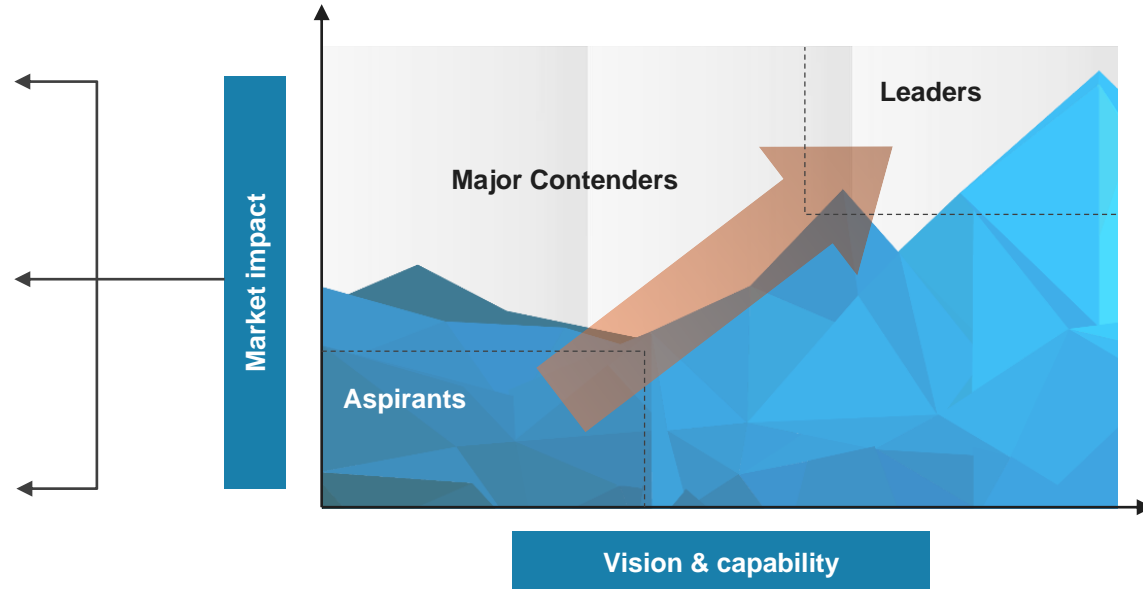 Leaders
Major Contenders
Market impact
Aspirants
Vision & capability